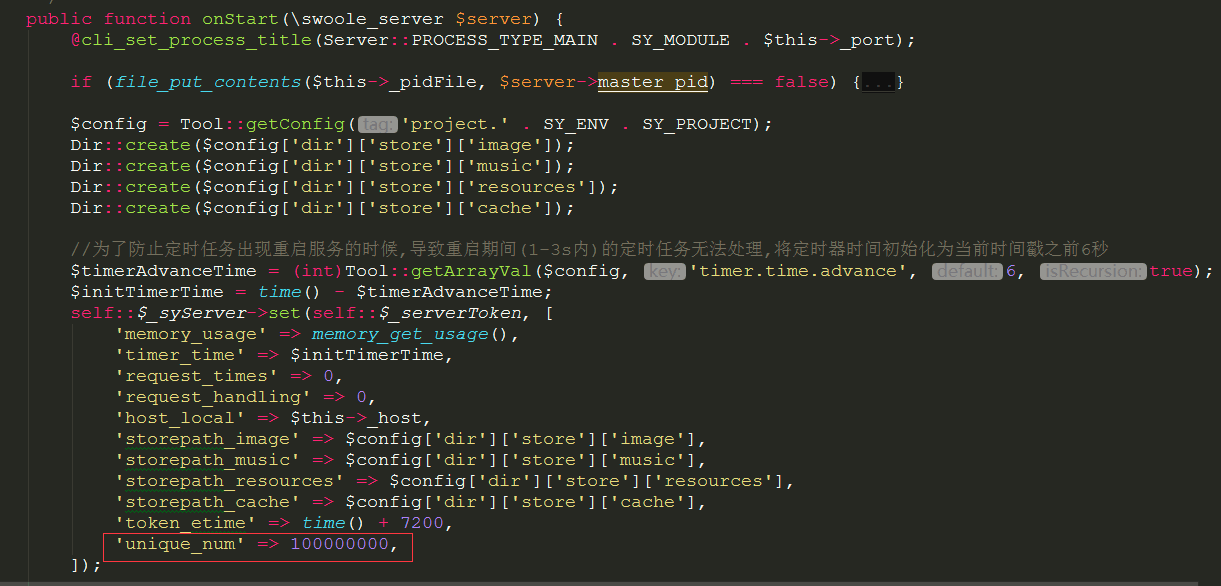 public function onStart(\swoole_server $server) {
    @cli_set_process_title(Server::PROCESS_TYPE_MAIN . SY_MODULE . $this->_port);
    if (file_put_contents($this->_pidFile, $server->master_pid) === false) {...}
    $config = Tool::getConfig( tag: 'project.' . SY_ENV . SY_PROJECT);
    Dir::create($config['dir']['store']['image']);
    Dir::create($config['dir']['store']['music']);
    Dir::create($config['dir']['store']['resources']);
    Dir::create($config['dir']['store']['cache']);
    //为了防止定时任务出现重启服务的时候,导致重启期间(1-3s内)的定时任务无法处理,将定时器时间初始化为当前时间戳之前6秒
    $timerAdvanceTime = (int)Tool::getArrayVal($config, key: 'timer.time.advance', default: 6, isRecursion: true);
    $initTimerTime = time() - $timerAdvanceTime;
    self::$_syServer->set(self::$_serverToken, [
        'memory_usage' => memory_get_usage(),
        'timer_time' => $initTimerTime,
        'request_times' => 0,
        'request_handling' => 0,
        'host_local' => $this->_host,
        'storepath_image' => $config['dir']['store']['image'],
        'storepath_music' => $config['dir']['store']['music'],
        'storepath_resources' => $config['dir']['store']['resources'],
        'storepath_cache' => $config['dir']['store']['cache'],
        'token_etime' => time() + 7200,
        'unique_num' => 100000000,
    ]);